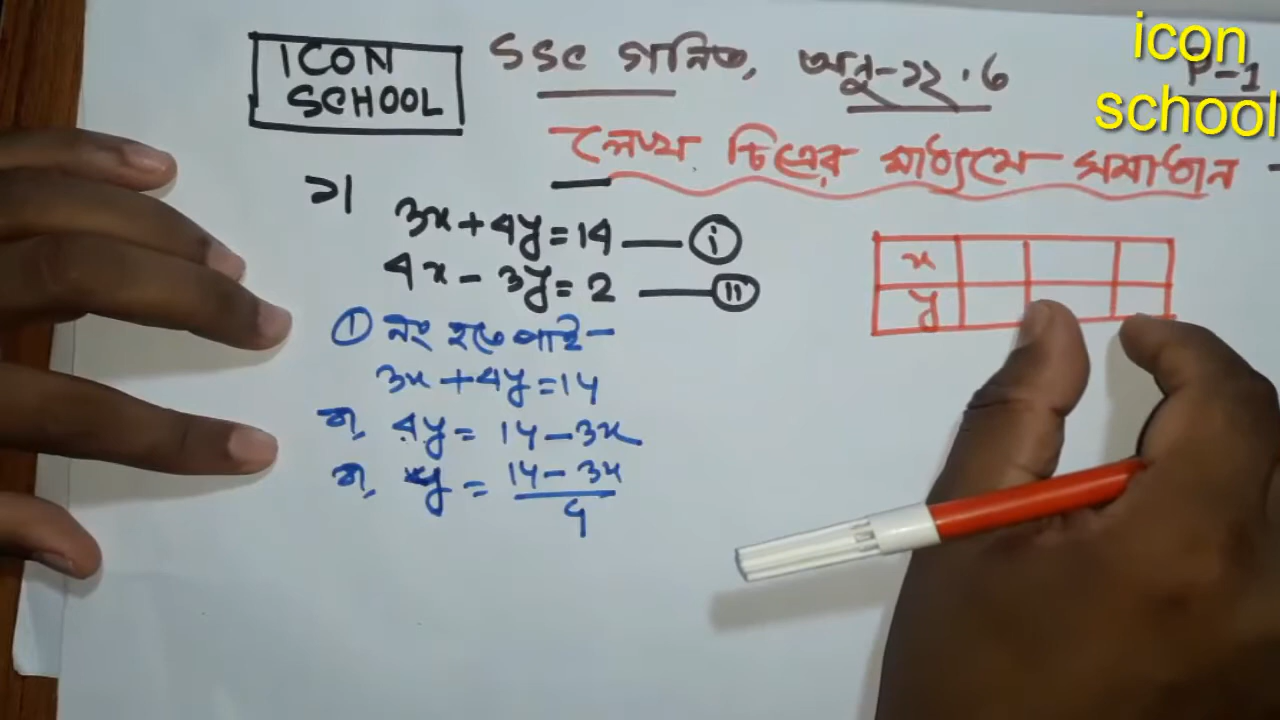 ICON
SCHOOL
SSC গনিত, অনু-১২.৬
P-1
icon
school
লেখ চিত্রের মাধ্যমে সমাধান -
১।
3x+4y=14 — i
4x-3y=2 — ii
① নং হতে পাই-
3x+4y=14
বা, 4y=14-3x
বা, y=14-3x/4
x
y